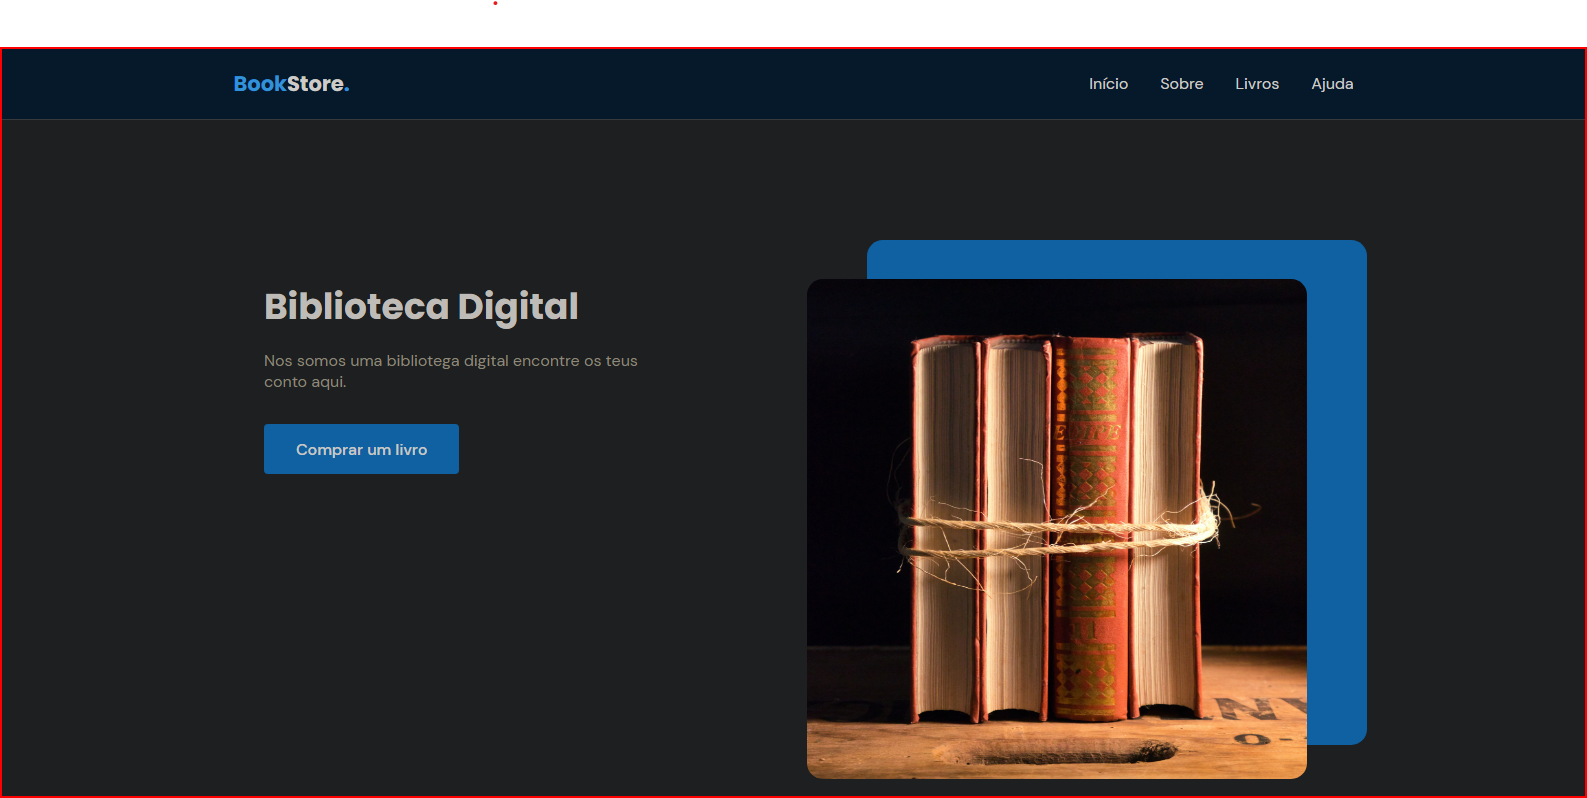 BookStore.
Início Sobre Livros Ajuda
Biblioteca Digital
Nos somos uma bibliotega digital encontre os teus
conto aqui.
Comprar um livro